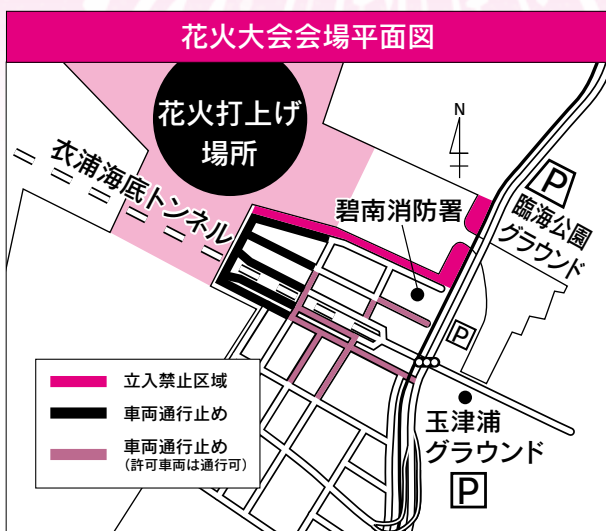 花火大会会場平面図
花火打上げ
場所
N
衣浦海底トンネル
碧南消防署
P
臨海公園
グラウンド
P
立入禁止区域
車両通行止め
車両通行止め
(許可車両は通行可)
玉津浦
グラウンド
P